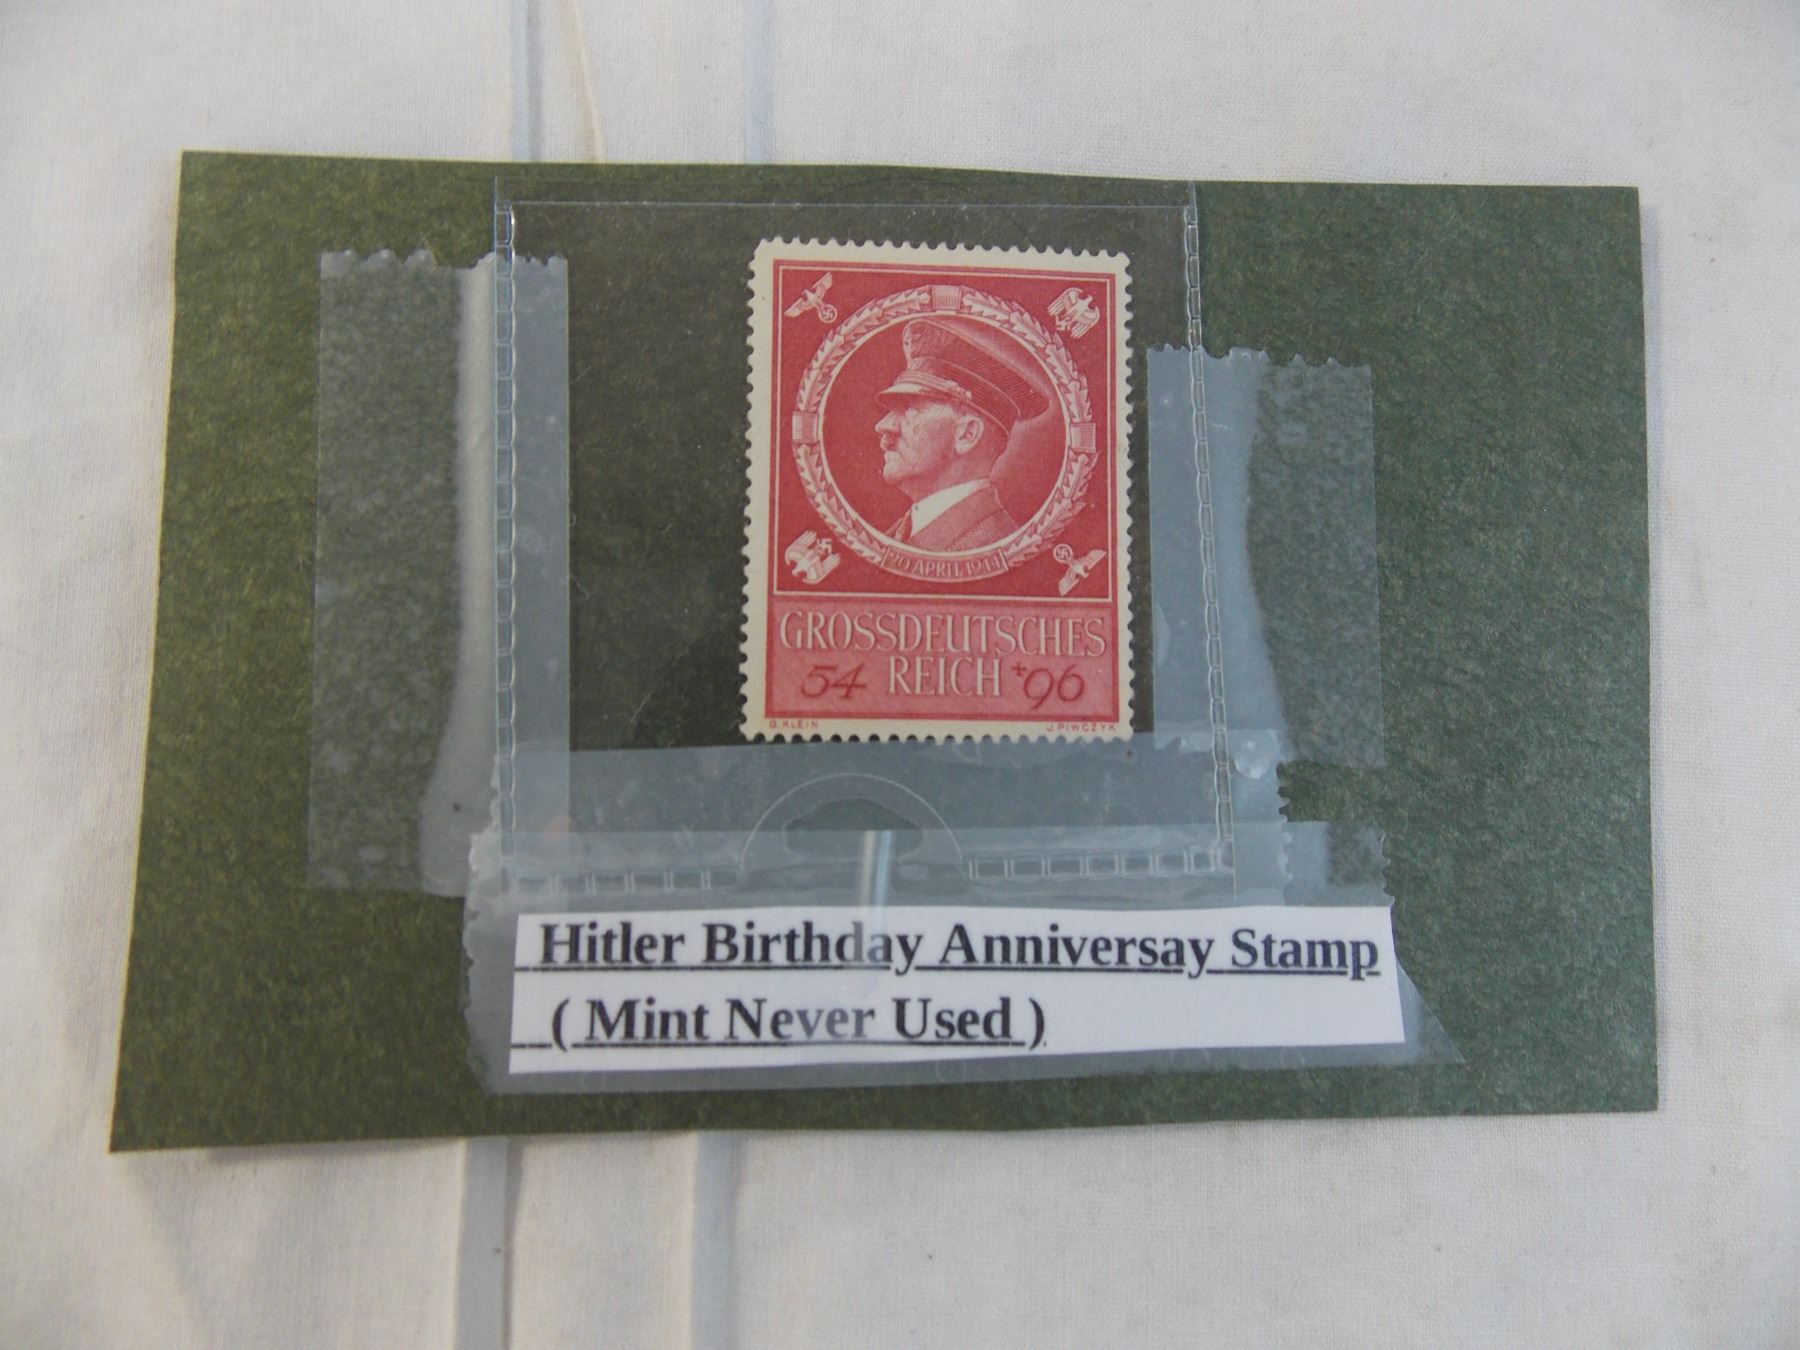 20 APRIL 1944
GROSSDEUTSCHES
54 REICH +96
G. KLEIN J. PIWCZYK
Hitler Birthday Anniversay Stamp
( Mint Never Used )